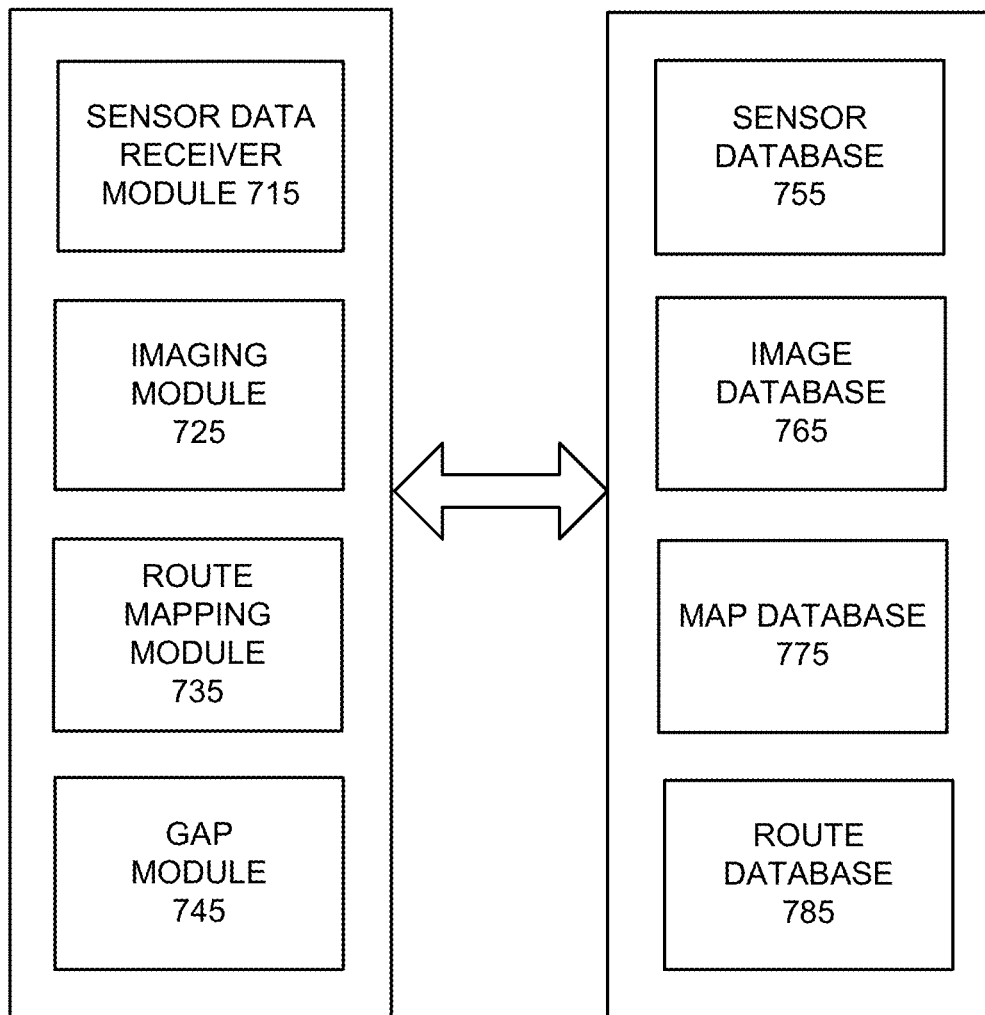 SENSOR DATA
RECEIVER
MODULE 715
IMAGING
MODULE
725
ROUTE
MAPPING
MODULE
735
GAP
MODULE
745
SENSOR
DATABASE
755
IMAGE
DATABASE
765
MAP DATABASE
775
ROUTE
DATABASE
785